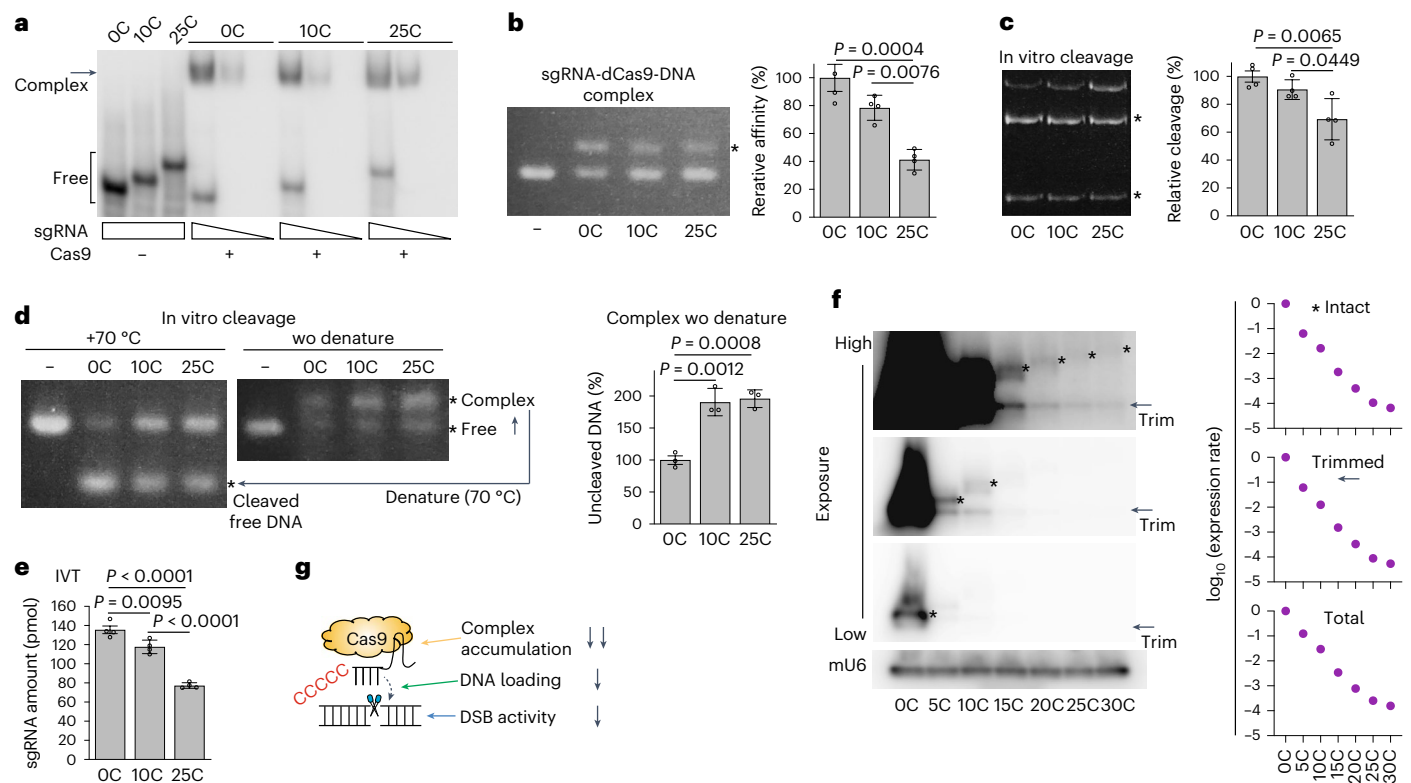 a
0C 10C 25C 0C 10C 25C
Complex
Free
sgRNA
Cas9 – + + +
b
sgRNA-dCas9-DNA
complex
*
– 0C 10C 25C
P = 0.0004
P = 0.0076
Rerative affinity (%)
100
80
60
40
20
0
0C 10C 25C
c
In vitro cleavage
*
*
0C 10C 25C
P = 0.0065
P = 0.0449
Relative cleavage (%)
100
80
60
40
20
0
0C 10C 25C
d
In vitro cleavage
+70 °C wo denature
– 0C 10C 25C – 0C 10C 25C
* Complex
* Free
*
Cleaved
free DNA
Denature (70 °C)
Complex wo denature
P = 0.0008
P = 0.0012
Uncleaved DNA (%)
200
150
100
50
0
0C 10C 25C
e
IVT
P < 0.0001
P = 0.0095
P < 0.0001
sgRNA amount (pmol)
160
140
120
100
80
60
40
20
0
0C 10C 25C
g
Cas9
CCCCC
Complex
accumulation
DNA loading
DSB activity
f
High
Exposure
Low
* * * *
Trim
* *
Trim
*
Trim
mU6
0C 5C 10C 15C 20C 25C 30C
log10 (expression rate)
* Intact
0
–1
–2
–3
–4
–5
Trimmed
0
–1
–2
–3
–4
–5
Total
0
–1
–2
–3
–4
–5
0C 5C 10C 15C 20C 25C 30C